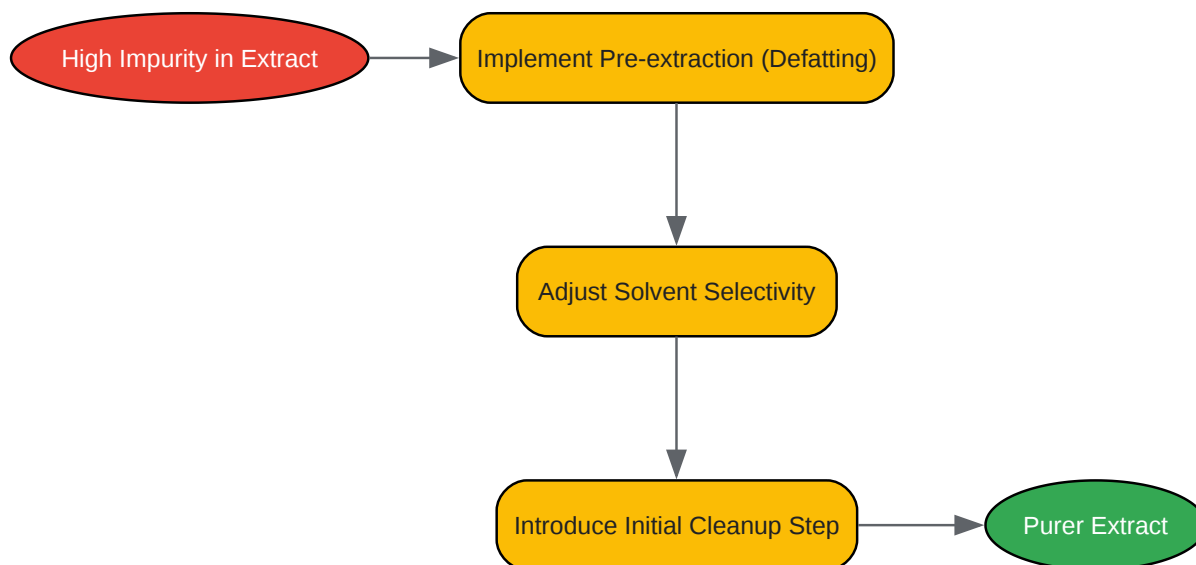 High Impurity in Extract
Implement Pre-extraction (Defatting)
Adjust Solvent Selectivity
Introduce Initial Cleanup Step
Purer Extract